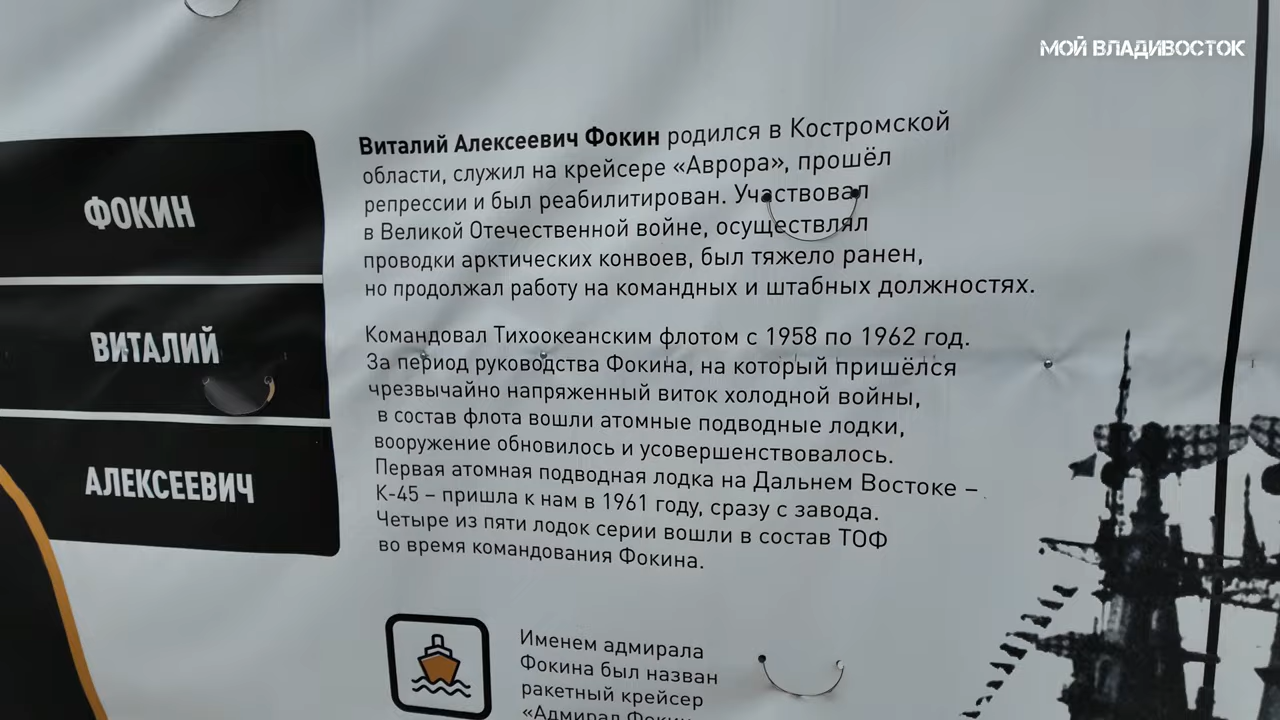 МОЙ ВЛАДИВОСТОК
ФОКИН
ВИТАЛИЙ
АЛЕКСЕЕВИЧ
Виталий Алексеевич Фокин родился в Костромской
области, служил на крейсере «Аврора», прошёл
репрессии и был реабилитирован. Участвовал
в Великой Отечественной войне, осуществлял
проводки арктических конвоев, был тяжело ранен,
но продолжал работу на командных и штабных должностях.
Командовал Тихоокеанским флотом с 1958 по 1962 год.
За период руководства Фокина, на который пришёлся
чрезвычайно напряженный виток холодной войны,
в состав флота вошли атомные подводные лодки,
вооружение обновилось и усовершенствовалось.
Первая атомная подводная лодка на Дальнем Востоке –
К-45 – пришла к нам в 1961 году, сразу с завода.
Четыре из пяти лодок серии вошли в состав ТОФ
во время командования Фокина.
Именем адмирала
Фокина был назван
ракетный крейсер
«Адмирал Фокин